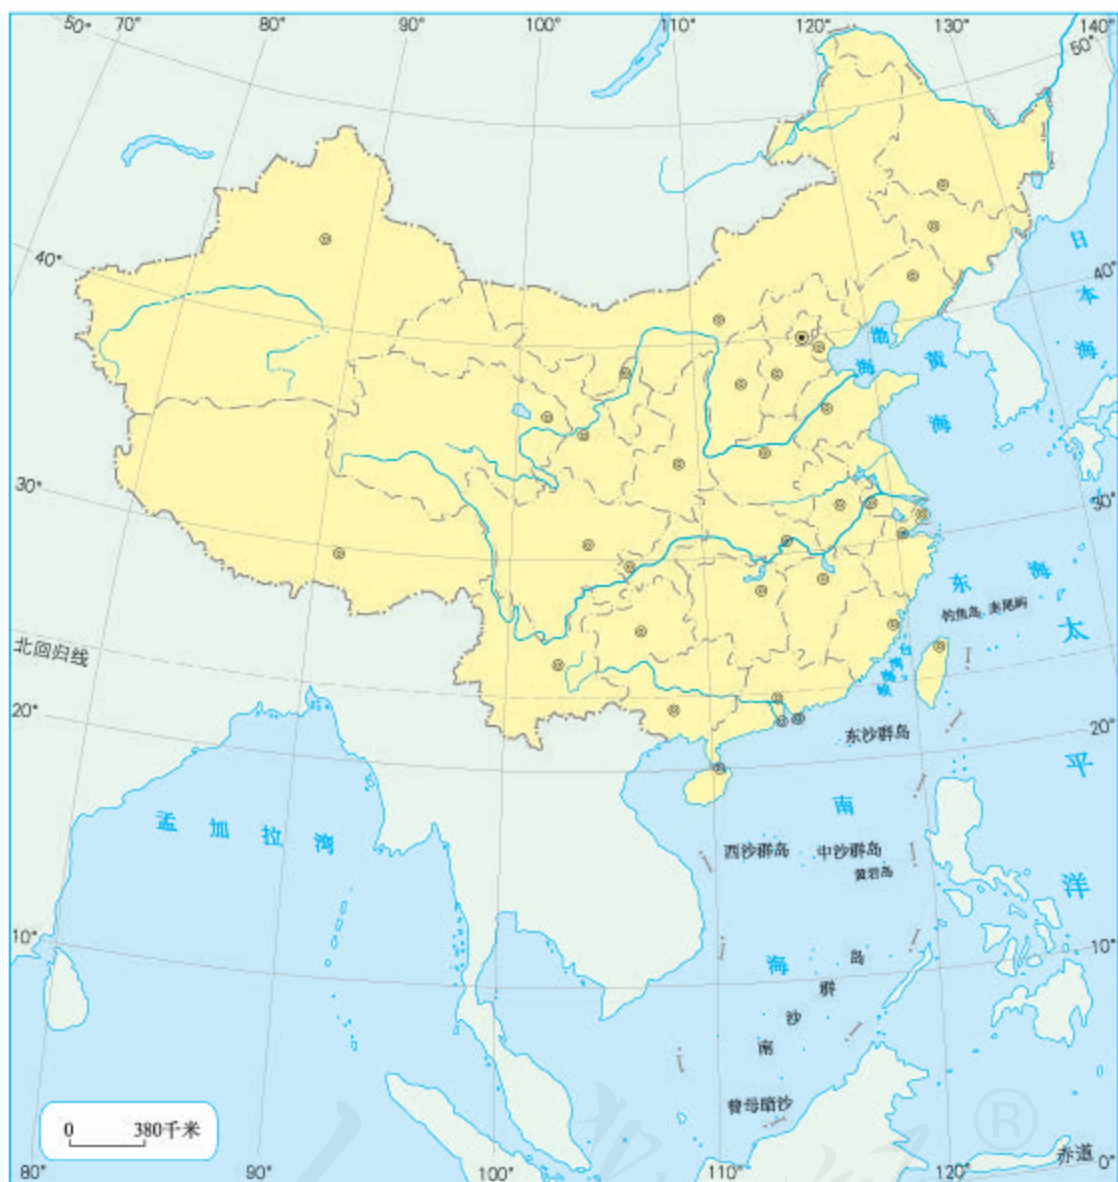 50° 70° 80° 90° 100° 110° 120° 130° 140°
50°
40°
日本海
40°
渤海
黄海
30°
30°
东海
钓鱼岛 赤尾屿
太平洋
北回归线
台湾海峡
20°
20°
东沙群岛
孟加拉湾
南海
西沙群岛 中沙群岛
黄岩岛
10°
10°
南沙群岛
曾母暗沙
0 380千米
赤道 0°
80° 90° 100° 110° 120°
®